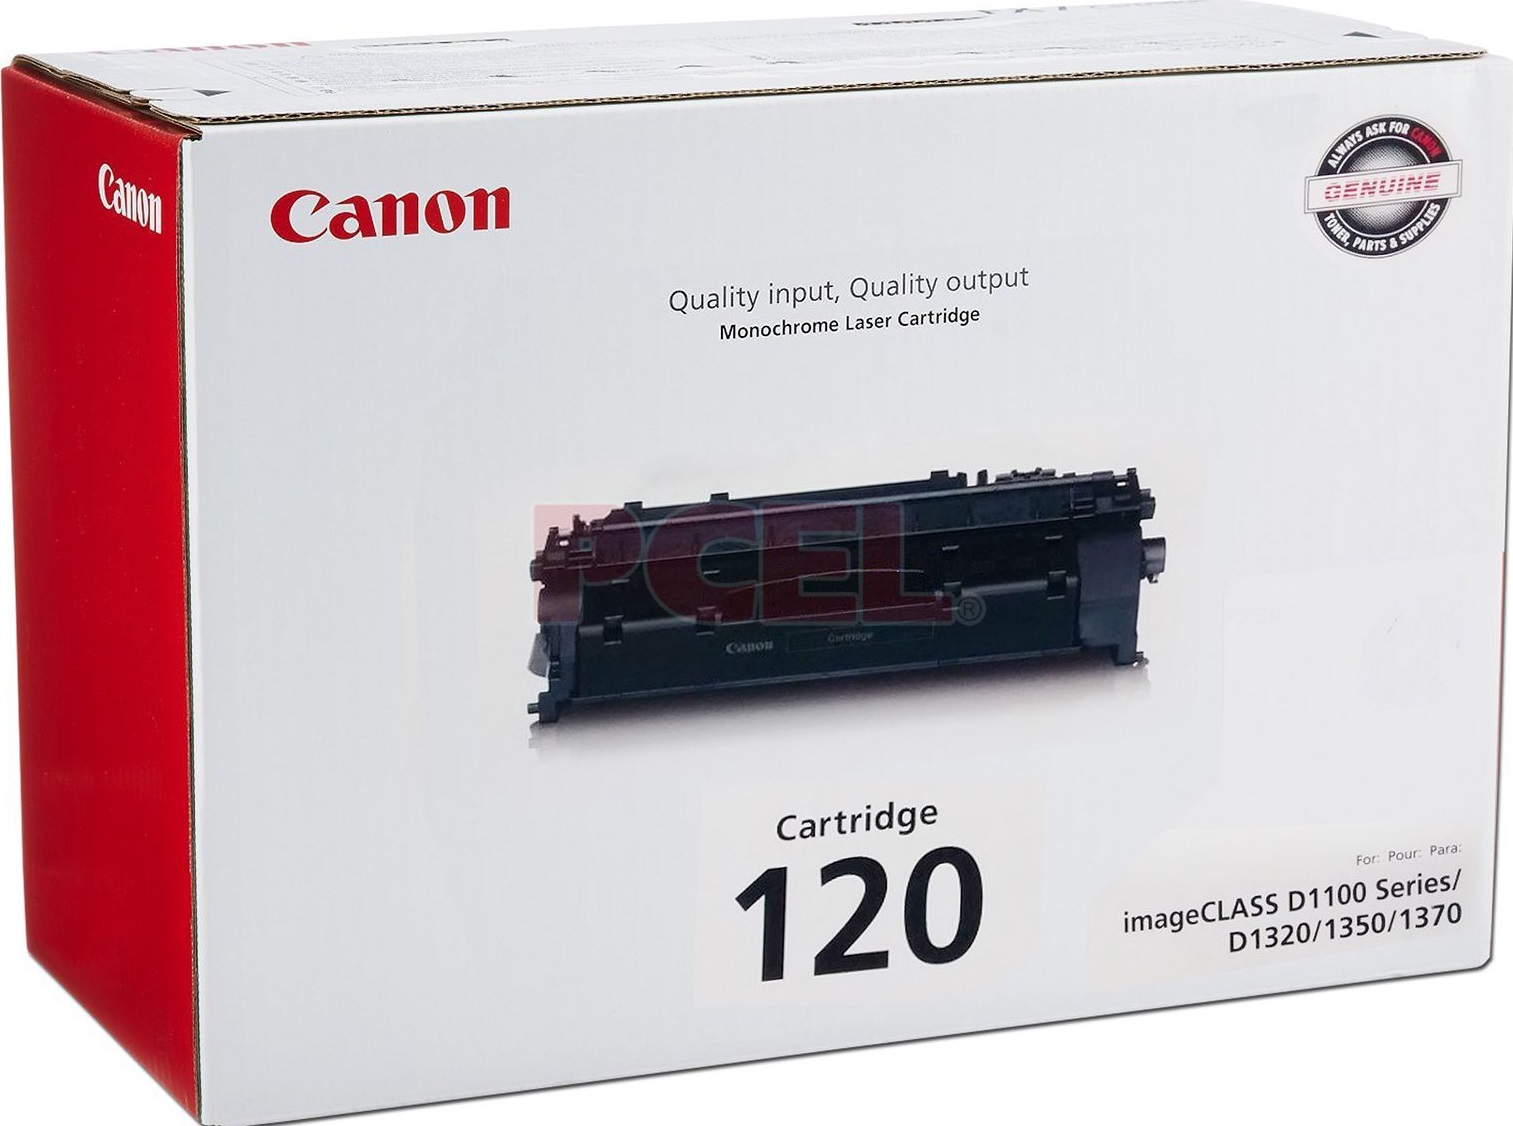 Canon
Canon
ALWAYS ASK FOR CANON
GENUINE
TONER, PARTS & SUPPLIES
Quality input, Quality output
Monochrome Laser Cartridge
PCEL®
Canon Cartridge
Cartridge
120
For: Pour: Para:
imageCLASS D1100 Series/
D1320/1350/1370